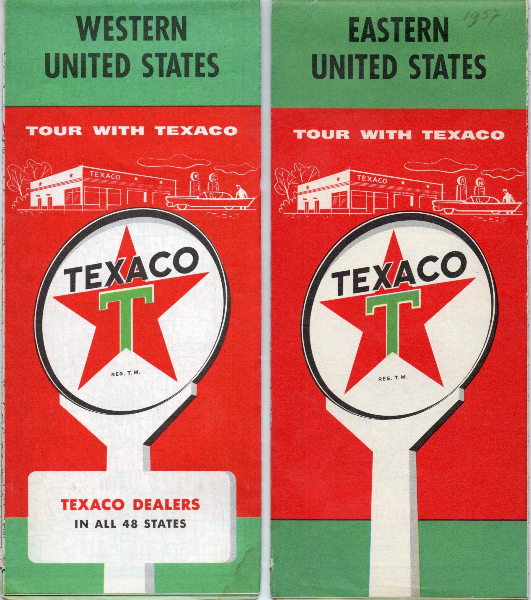 WESTERN
UNITED STATES
TOUR WITH TEXACO
TEXACO
TEXACO
T
REG. T.M.
TEXACO DEALERS
IN ALL 48 STATES
EASTERN
1957
UNITED STATES
TOUR WITH TEXACO
TEXACO
TEXACO
T
REG. T.M.